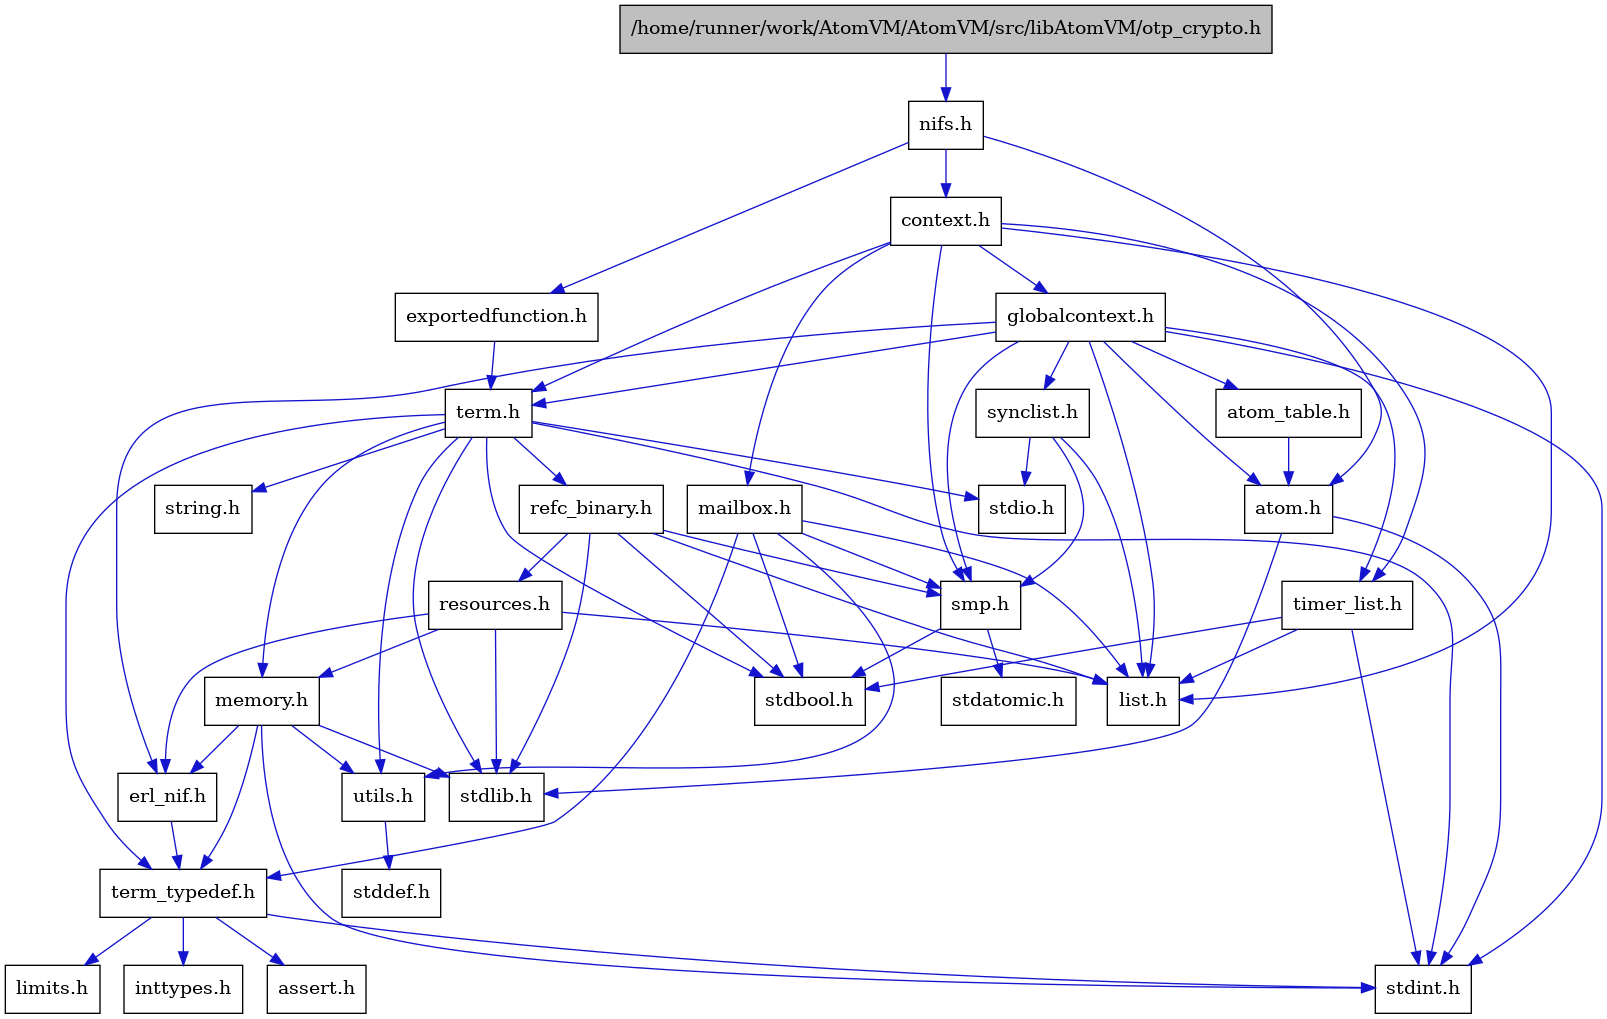 /home/runner/work/AtomVM/AtomVM/src/libAtomVM/otp_crypto.h
nifs.h
context.h
exportedfunction.h
globalcontext.h
term.h
synclist.h
atom_table.h
string.h
refc_binary.h
mailbox.h
stdio.h
atom.h
resources.h
smp.h
timer_list.h
memory.h
stdbool.h
stdatomic.h
list.h
erl_nif.h
utils.h
stdlib.h
term_typedef.h
stddef.h
limits.h
inttypes.h
assert.h
stdint.h